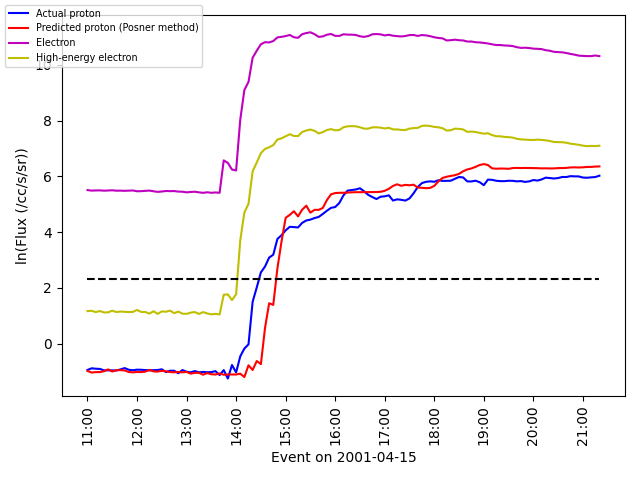 Actual proton
Predicted proton (Posner method)
Electron
High-energy electron
10
8
6
4
2
0
ln(Flux (/cc/s/sr))
11:00
12:00
13:00
14:00
15:00
16:00
17:00
18:00
19:00
20:00
21:00
Event on 2001-04-15